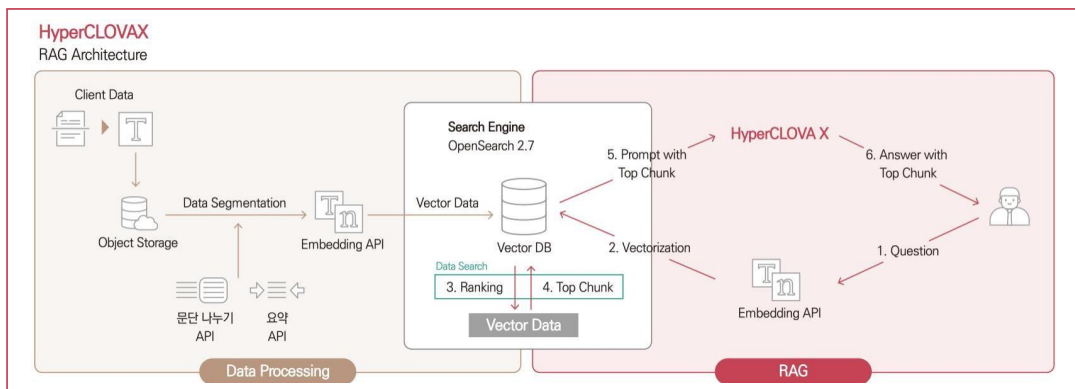 HyperCLOVAX
RAG Architecture
Client Data
T
Object Storage
Data Segmentation
문단 나누기
API
요약
API
T n
Embedding API
Vector Data
Search Engine
OpenSearch 2.7
Vector DB
Data Search
3. Ranking
4. Top Chunk
Vector Data
5. Prompt with
Top Chunk
HyperCLOVA X
6. Answer with
Top Chunk
1. Question
2. Vectorization
T n
Embedding API
Data Processing
RAG